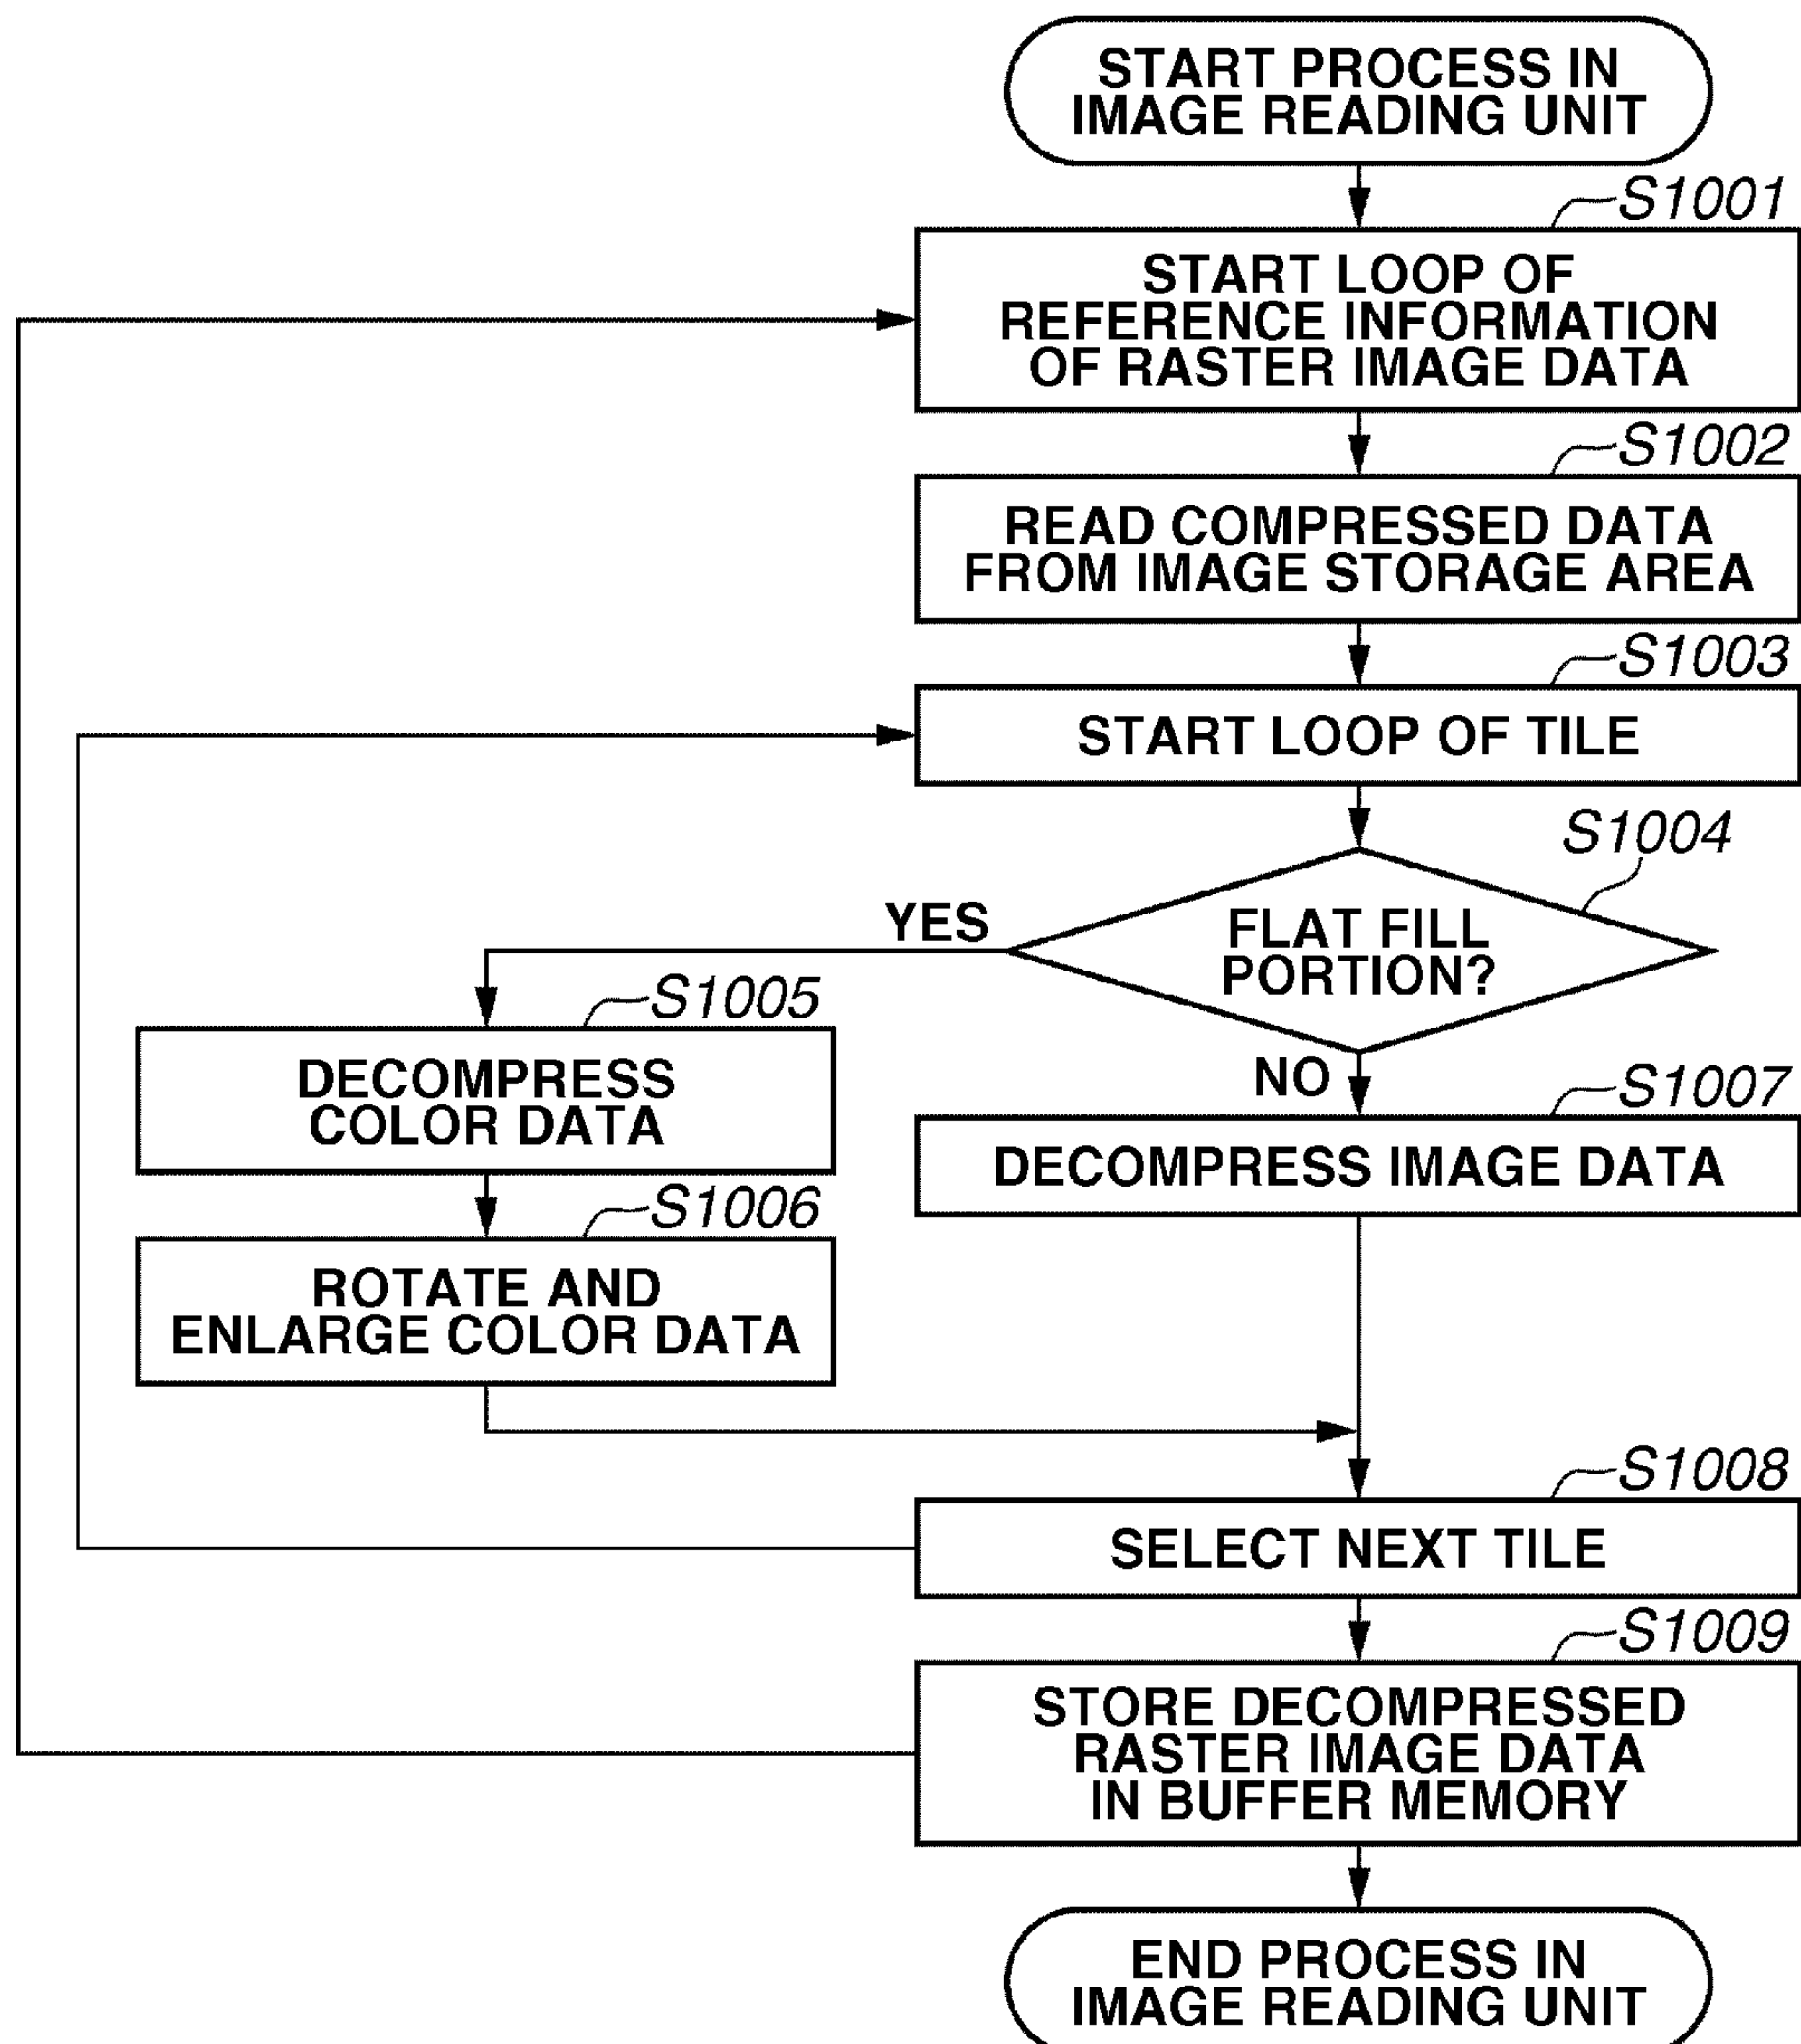 START PROCESS IN
IMAGE READING UNIT
S1001
START LOOP OF
REFERENCE INFORMATION
OF RASTER IMAGE DATA
S1002
READ COMPRESSED DATA
FROM IMAGE STORAGE AREA
S1003
START LOOP OF TILE
S1004
FLAT FILL
PORTION?
YES
NO
S1005
DECOMPRESS
COLOR DATA
S1006
ROTATE AND
ENLARGE COLOR DATA
S1007
DECOMPRESS IMAGE DATA
S1008
SELECT NEXT TILE
S1009
STORE DECOMPRESSED
RASTER IMAGE DATA
IN BUFFER MEMORY
END PROCESS IN
IMAGE READING UNIT